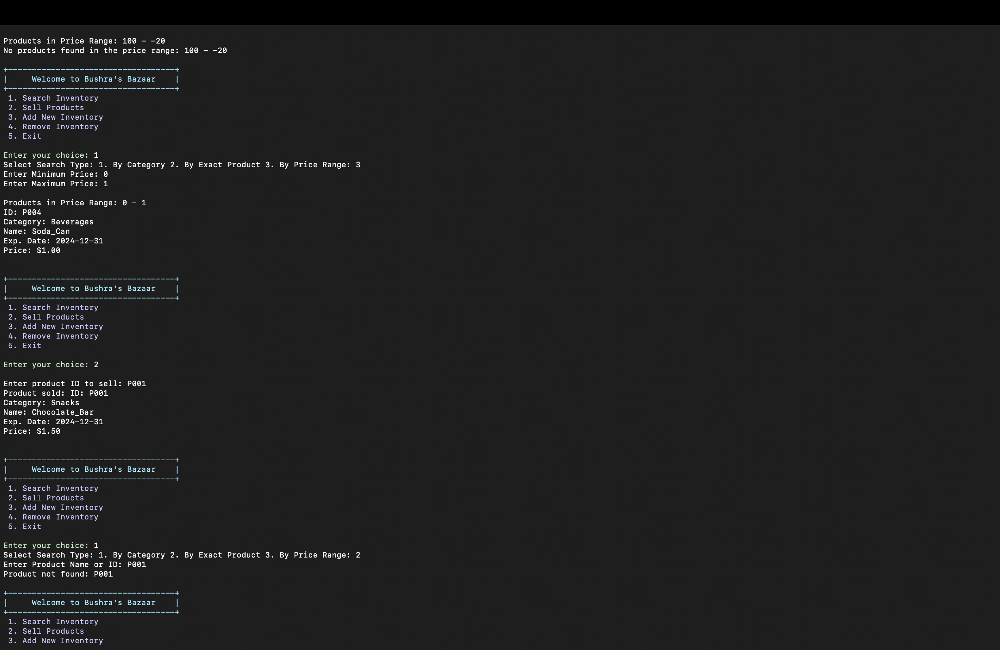 Products in Price Range: 100 - -20
No products found in the price range: 100 - -20
+-----------------------------------+
|     Welcome to Bushra's Bazaar    |
+-----------------------------------+
1. Search Inventory
2. Sell Products
3. Add New Inventory
4. Remove Inventory
5. Exit
Enter your choice: 1
Select Search Type: 1. By Category 2. By Exact Product 3. By Price Range: 3
Enter Minimum Price: 0
Enter Maximum Price: 1
Products in Price Range: 0 - 1
ID: P004
Category: Beverages
Name: Soda_Can
Exp. Date: 2024-12-31
Price: $1.00
+-----------------------------------+
|     Welcome to Bushra's Bazaar    |
+-----------------------------------+
1. Search Inventory
2. Sell Products
3. Add New Inventory
4. Remove Inventory
5. Exit
Enter your choice: 2
Enter product ID to sell: P001
Product sold: ID: P001
Category: Snacks
Name: Chocolate_Bar
Exp. Date: 2024-12-31
Price: $1.50
+-----------------------------------+
|     Welcome to Bushra's Bazaar    |
+-----------------------------------+
1. Search Inventory
2. Sell Products
3. Add New Inventory
4. Remove Inventory
5. Exit
Enter your choice: 1
Select Search Type: 1. By Category 2. By Exact Product 3. By Price Range: 2
Enter Product Name or ID: P001
Product not found: P001
+-----------------------------------+
|     Welcome to Bushra's Bazaar    |
+-----------------------------------+
1. Search Inventory
2. Sell Products
3. Add New Inventory